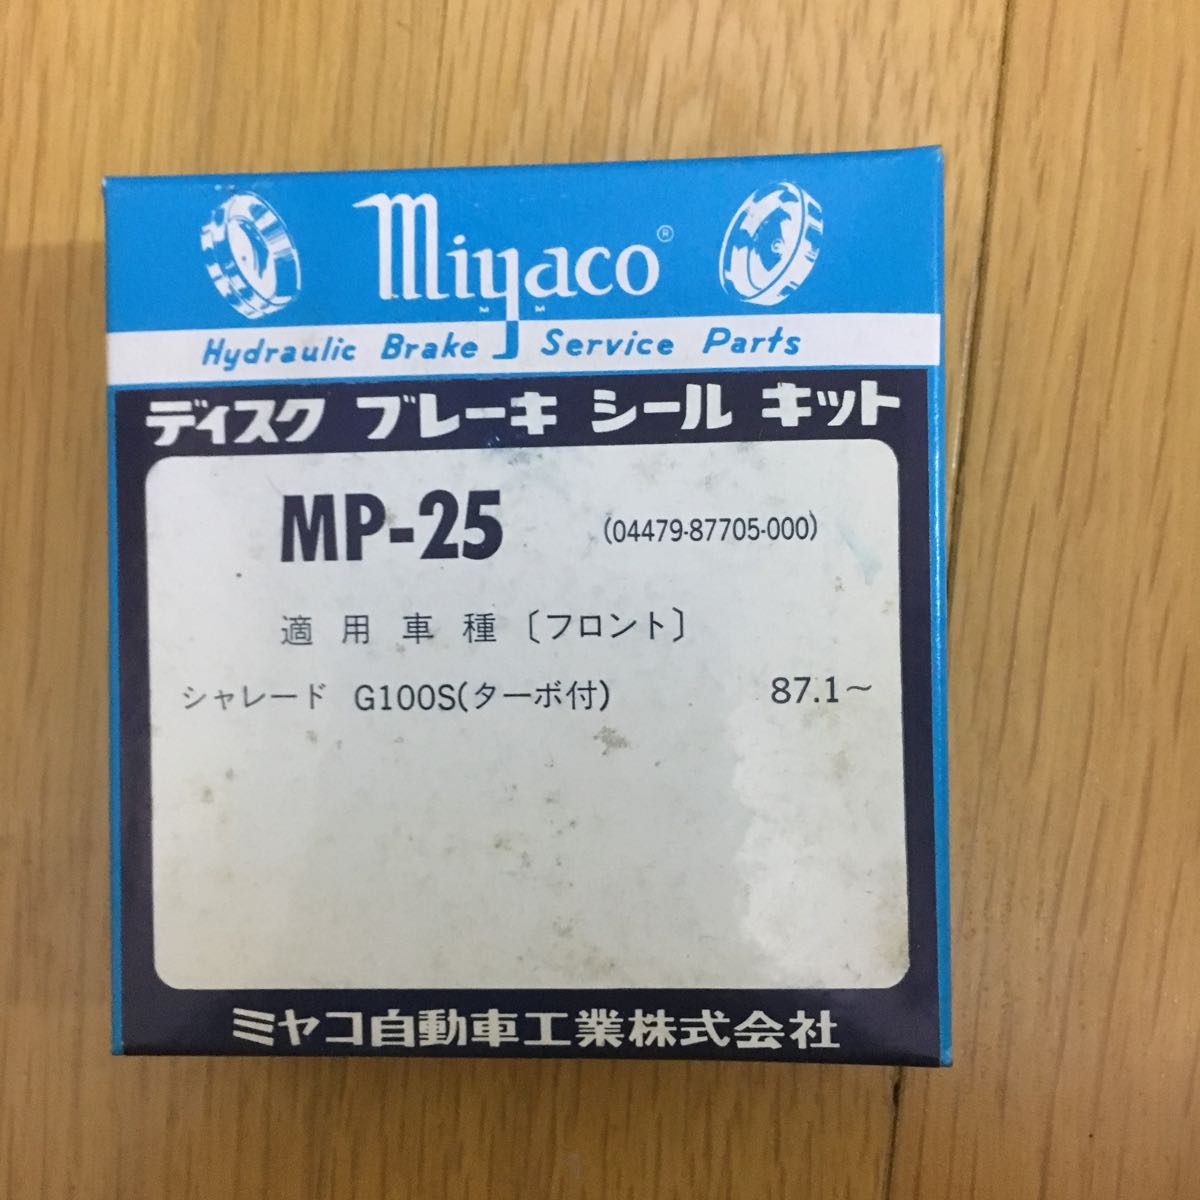 miyaco®
M M
Hydraulic Brake Service Parts
ディスク ブレーキ シール キット
MP-25 (04479-87705-000)
適用車種〔フロント〕
シャレード G100S(ターボ付) 87.1~
ミヤコ自動車工業株式会社